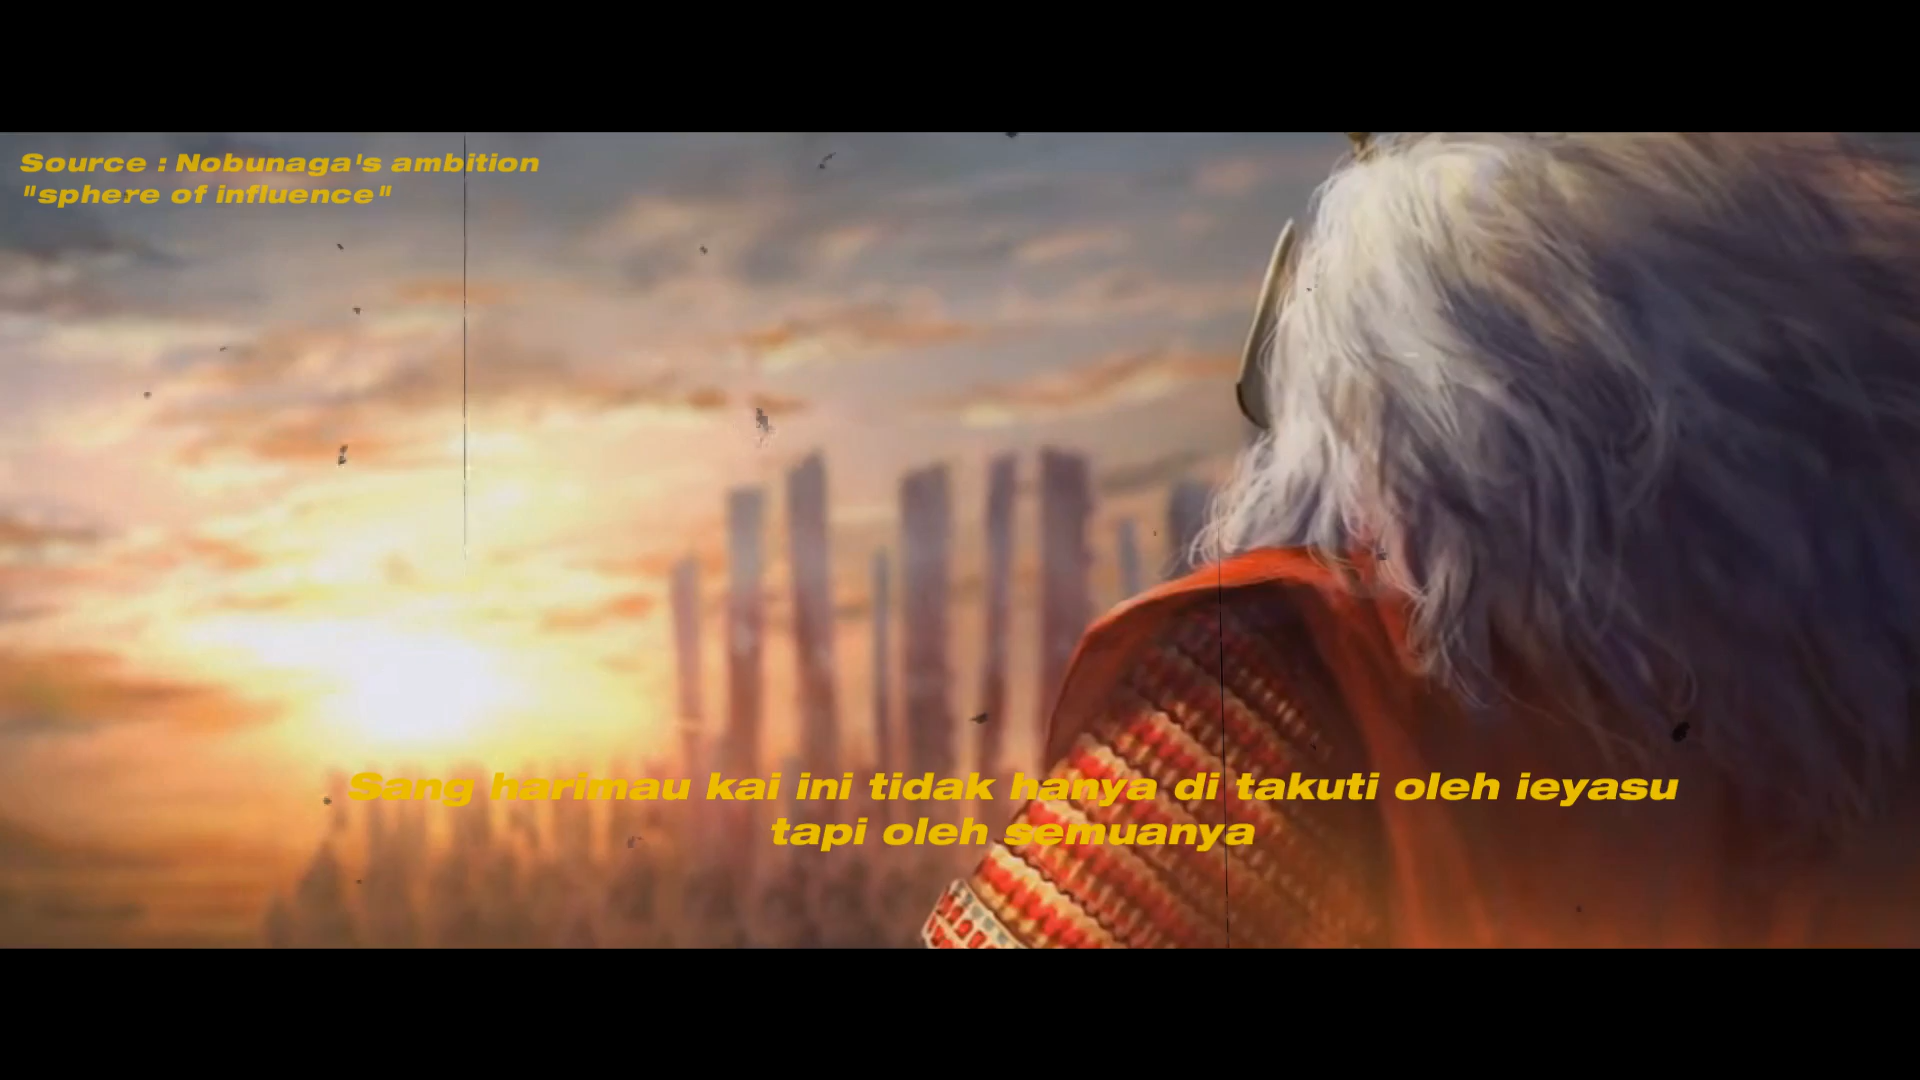 Source : Nobunaga's ambition
"sphere of influence"
Sang harimau kai ini tidak hanya di takuti oleh ieyasu
tapi oleh semuanya